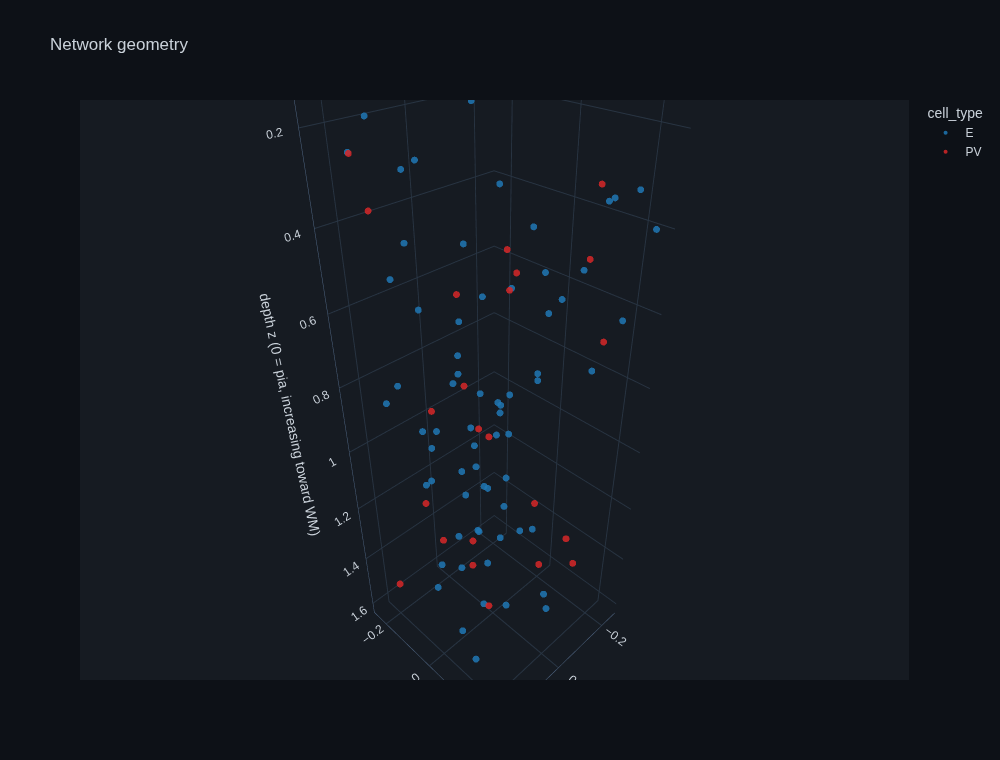 Network geometry
cell_type
E
PV
0.2
0.4
0.6
0.8
1
1.2
1.4
1.6
depth z (0 = pia, increasing toward WM)
−0.2
0
−0.2
0